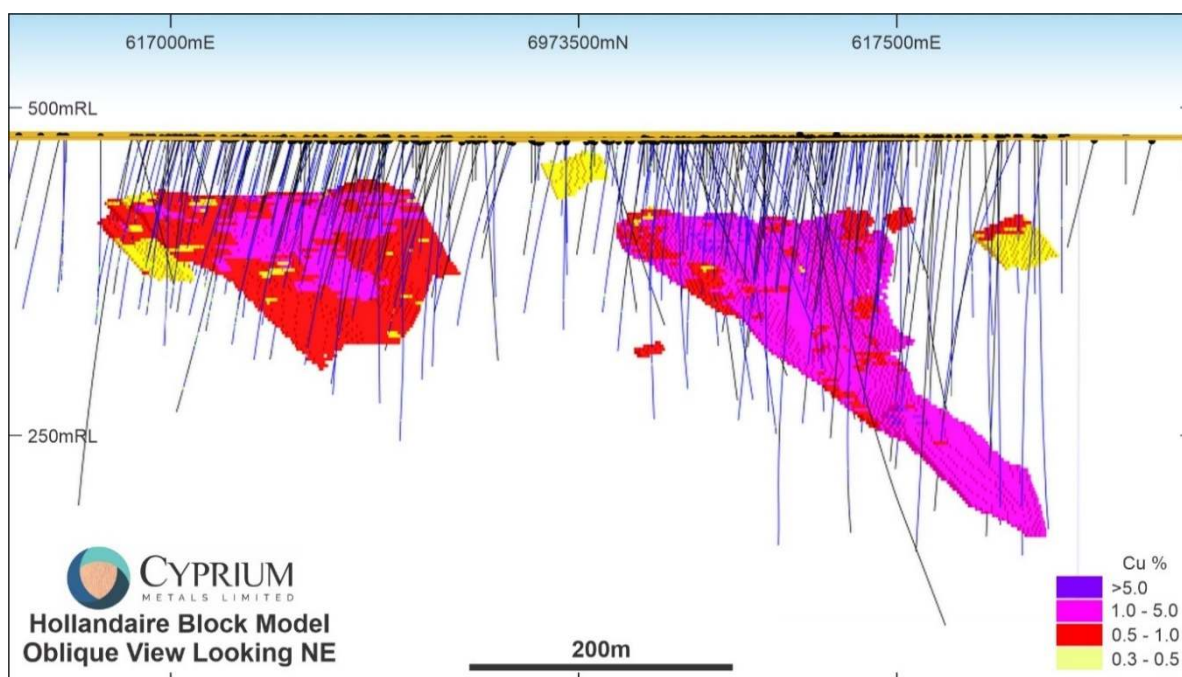 617000mE 6973500mN 617500mE
500mRL
250mRL
CYPRIUM
METALS LIMITED
Hollandaire Block Model
Oblique View Looking NE
200m
Cu %
>5.0
1.0 - 5.0
0.5 - 1.0
0.3 - 0.5